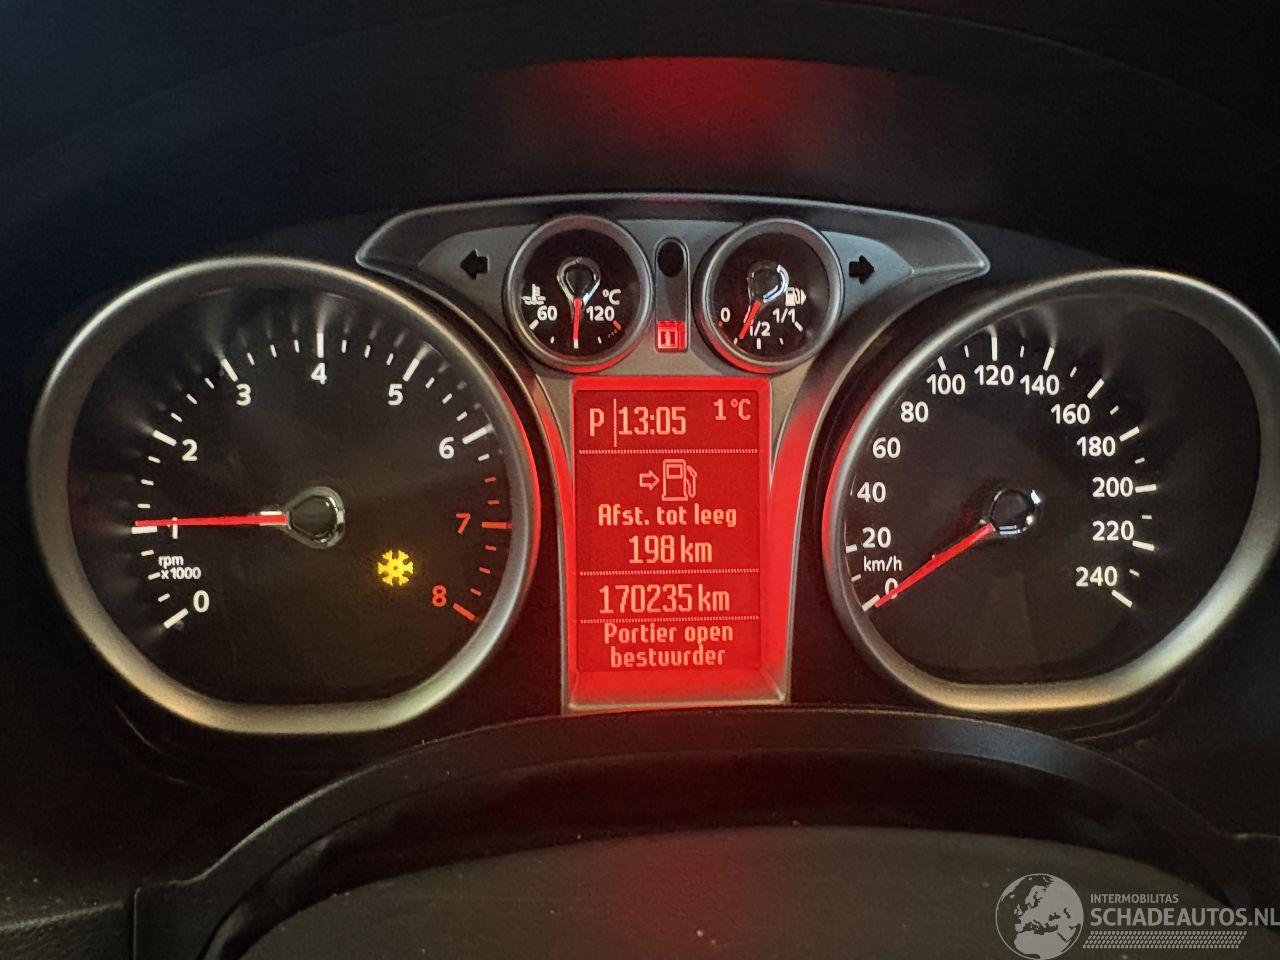 60 120 °C
0 1/2 1/1
0 1 2 3 4 5 6 7 8
rpm
x1000
P 13:05 1°C
Afst. tot leeg
198 km
170235 km
Portier open
bestuurder
0 20 40 60 80 100 120 140 160 180 200 220 240
km/h
INTERMOBILITAS
SCHADEAUTOS.NL